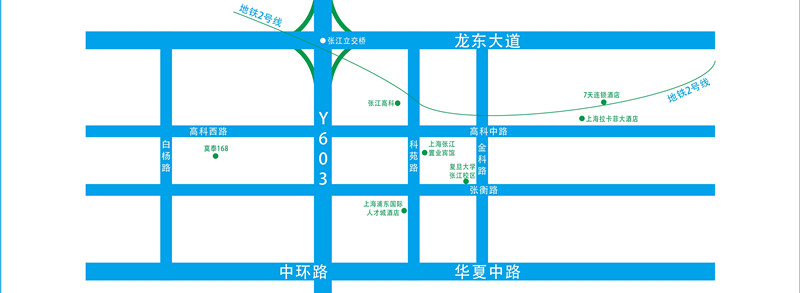 地铁2号线
张江立交桥
龙东大道
7天连锁酒店
地铁2号线
张江高科
上海拉卡菲大酒店
Y603
高科西路
高科中路
白杨路
莫泰168
科苑路
上海张江
置业宾馆
金科路
复旦大学
张江校区
张衡路
上海浦东国际
人才城酒店
中环路
华夏中路